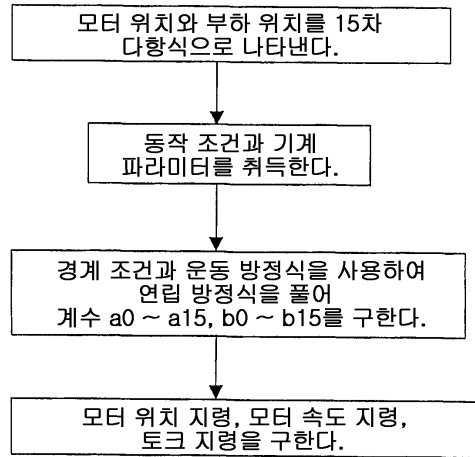 모터 위치와 부하 위치를 15차
다항식으로 나타낸다.
동작 조건과 기계
파라미터를 취득한다.
경계 조건과 운동 방정식을 사용하여
연립 방정식을 풀어
계수 a0 ~ a15, b0 ~ b15를 구한다.
모터 위치 지령, 모터 속도 지령,
토크 지령을 구한다.